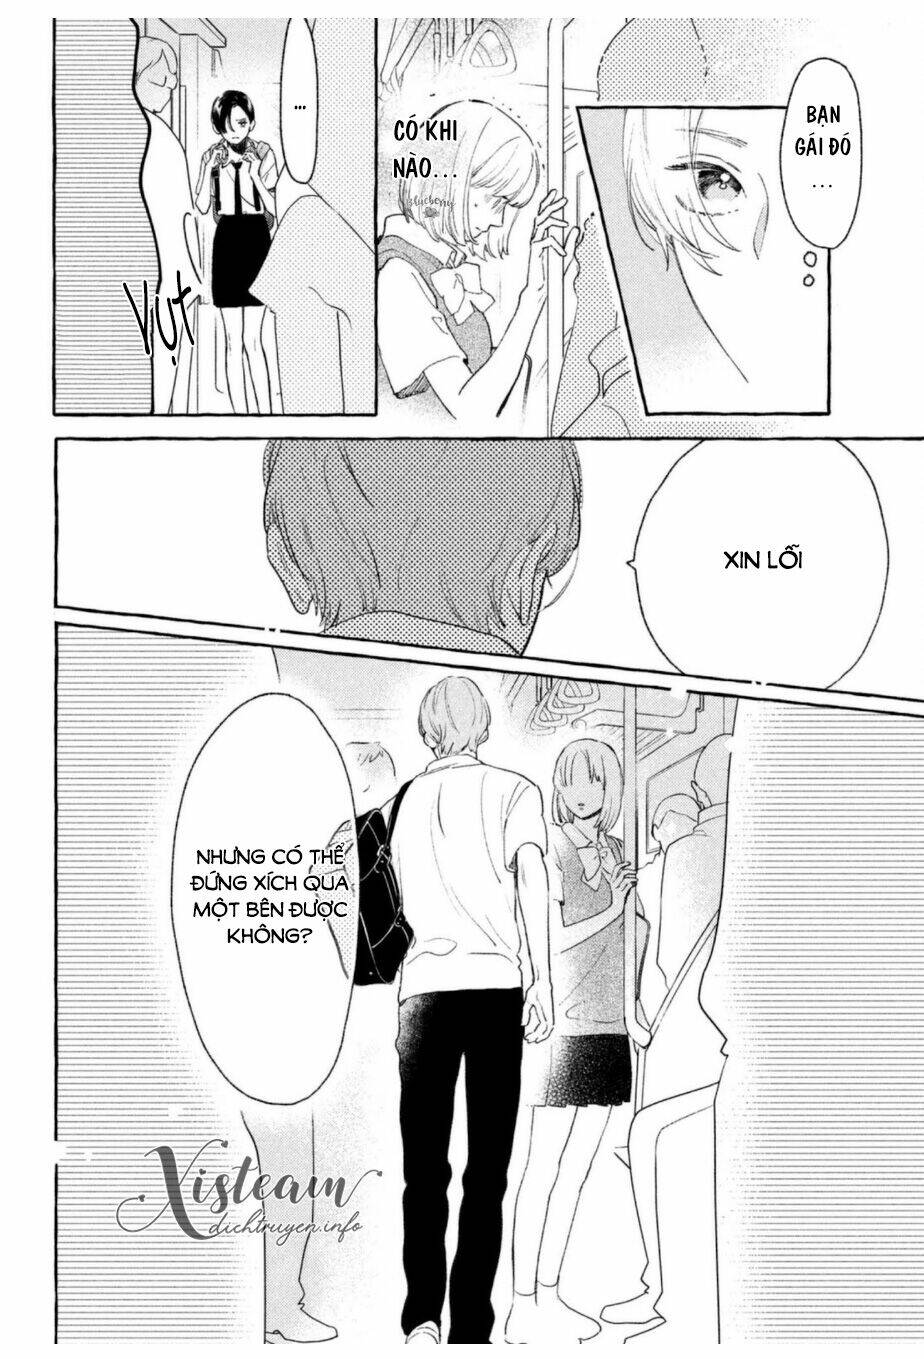 BẠN
GÁI ĐÓ
...
CÓ KHI
NÀO...
Blueberry
...
VỤT
XIN LỖI
NHƯNG CÓ THỂ
ĐỨNG XÍCH QUA
MỘT BÊN ĐƯỢC
KHÔNG?
Xisteam
dichtruyen.info